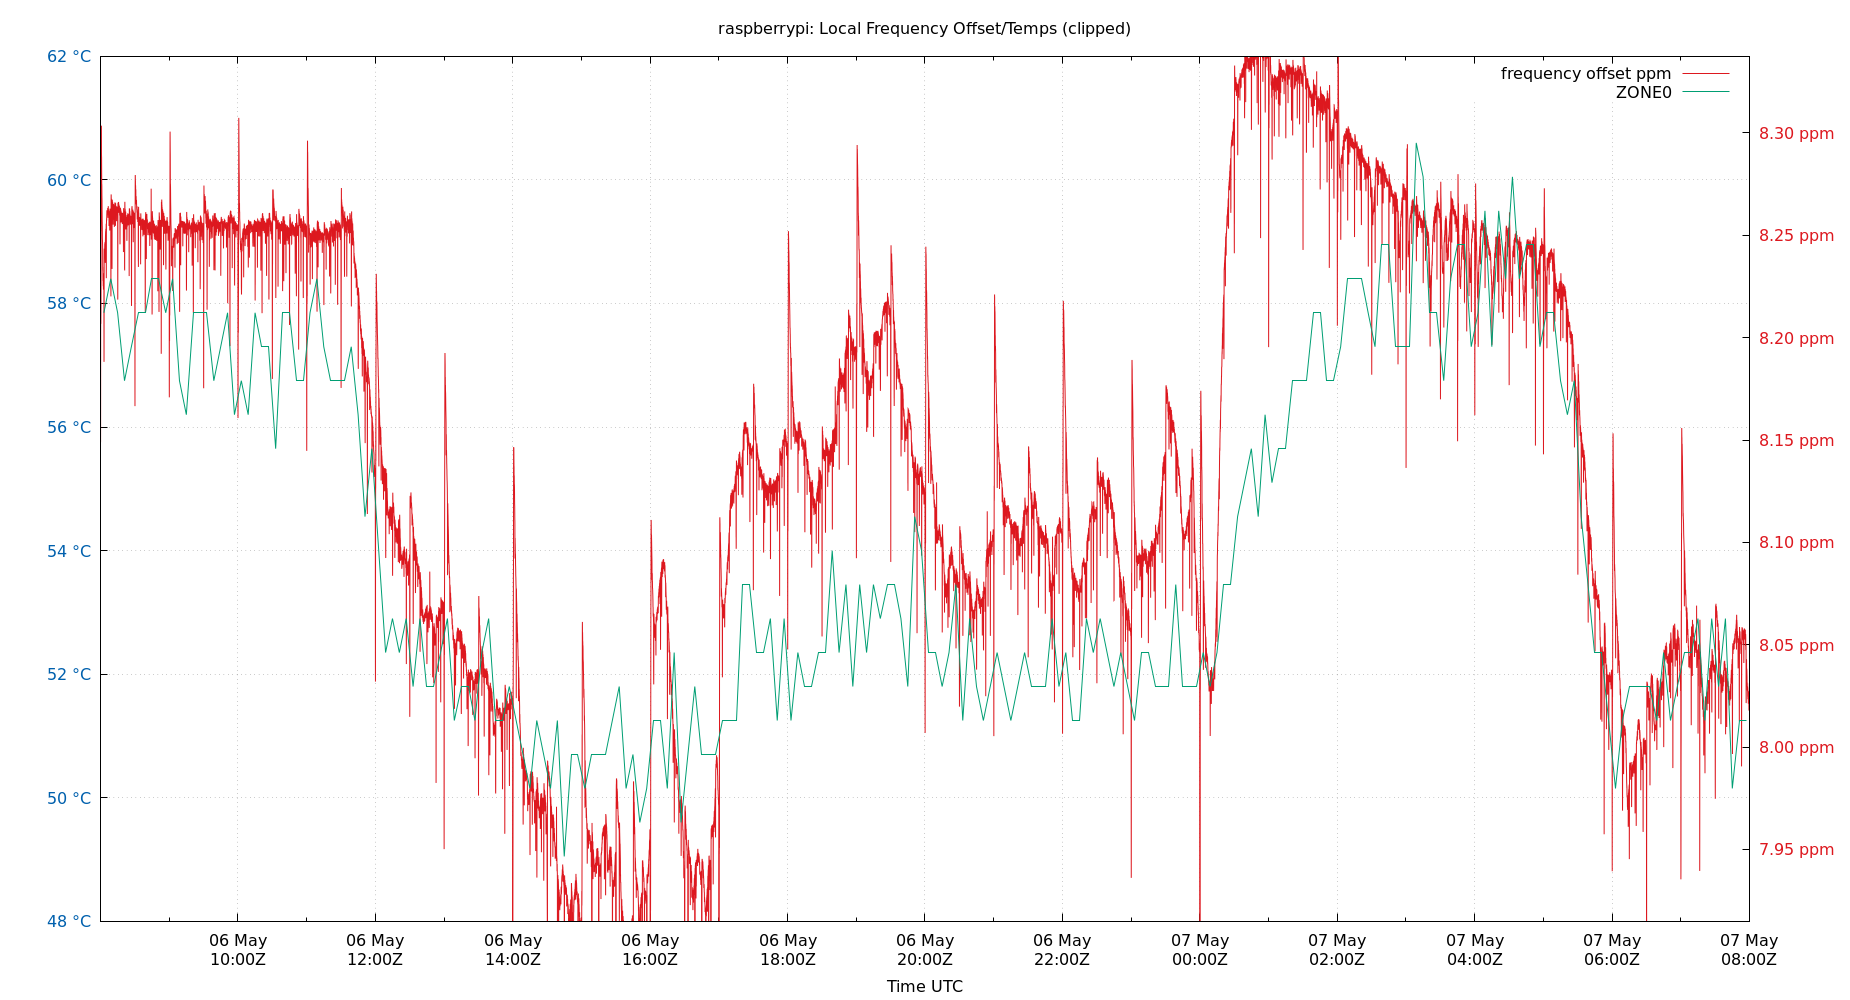 raspberrypi: Local Frequency Offset/Temps (clipped)
62 °C
60 °C
58 °C
56 °C
54 °C
52 °C
50 °C
48 °C
frequency offset ppm
ZONE0
8.30 ppm
8.25 ppm
8.20 ppm
8.15 ppm
8.10 ppm
8.05 ppm
8.00 ppm
7.95 ppm
06 May 06 May 06 May 06 May 06 May 06 May 06 May 07 May 07 May 07 May 07 May 07 May
10:00Z 12:00Z 14:00Z 16:00Z 18:00Z 20:00Z 22:00Z 00:00Z 02:00Z 04:00Z 06:00Z 08:00Z
Time UTC